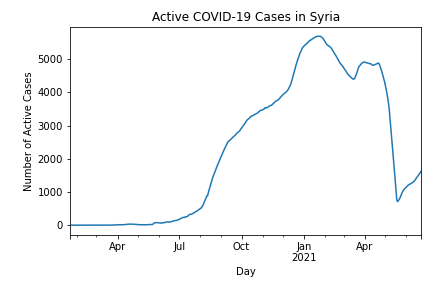 Active COVID-19 Cases in Syria
Number of Active Cases
5000
4000
3000
2000
1000
0
Apr
Jul
Oct
Jan
2021
Apr
Day